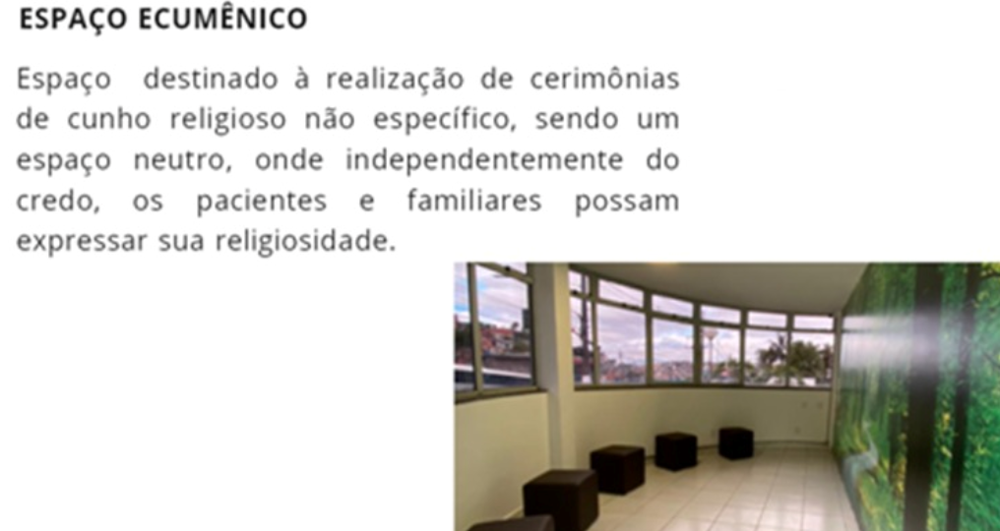 ESPAÇO ECUMÊNICO
Espaço destinado à realização de cerimônias
de cunho religioso não específico, sendo um
espaço neutro, onde independentemente do
credo, os pacientes e familiares possam
expressar sua religiosidade.